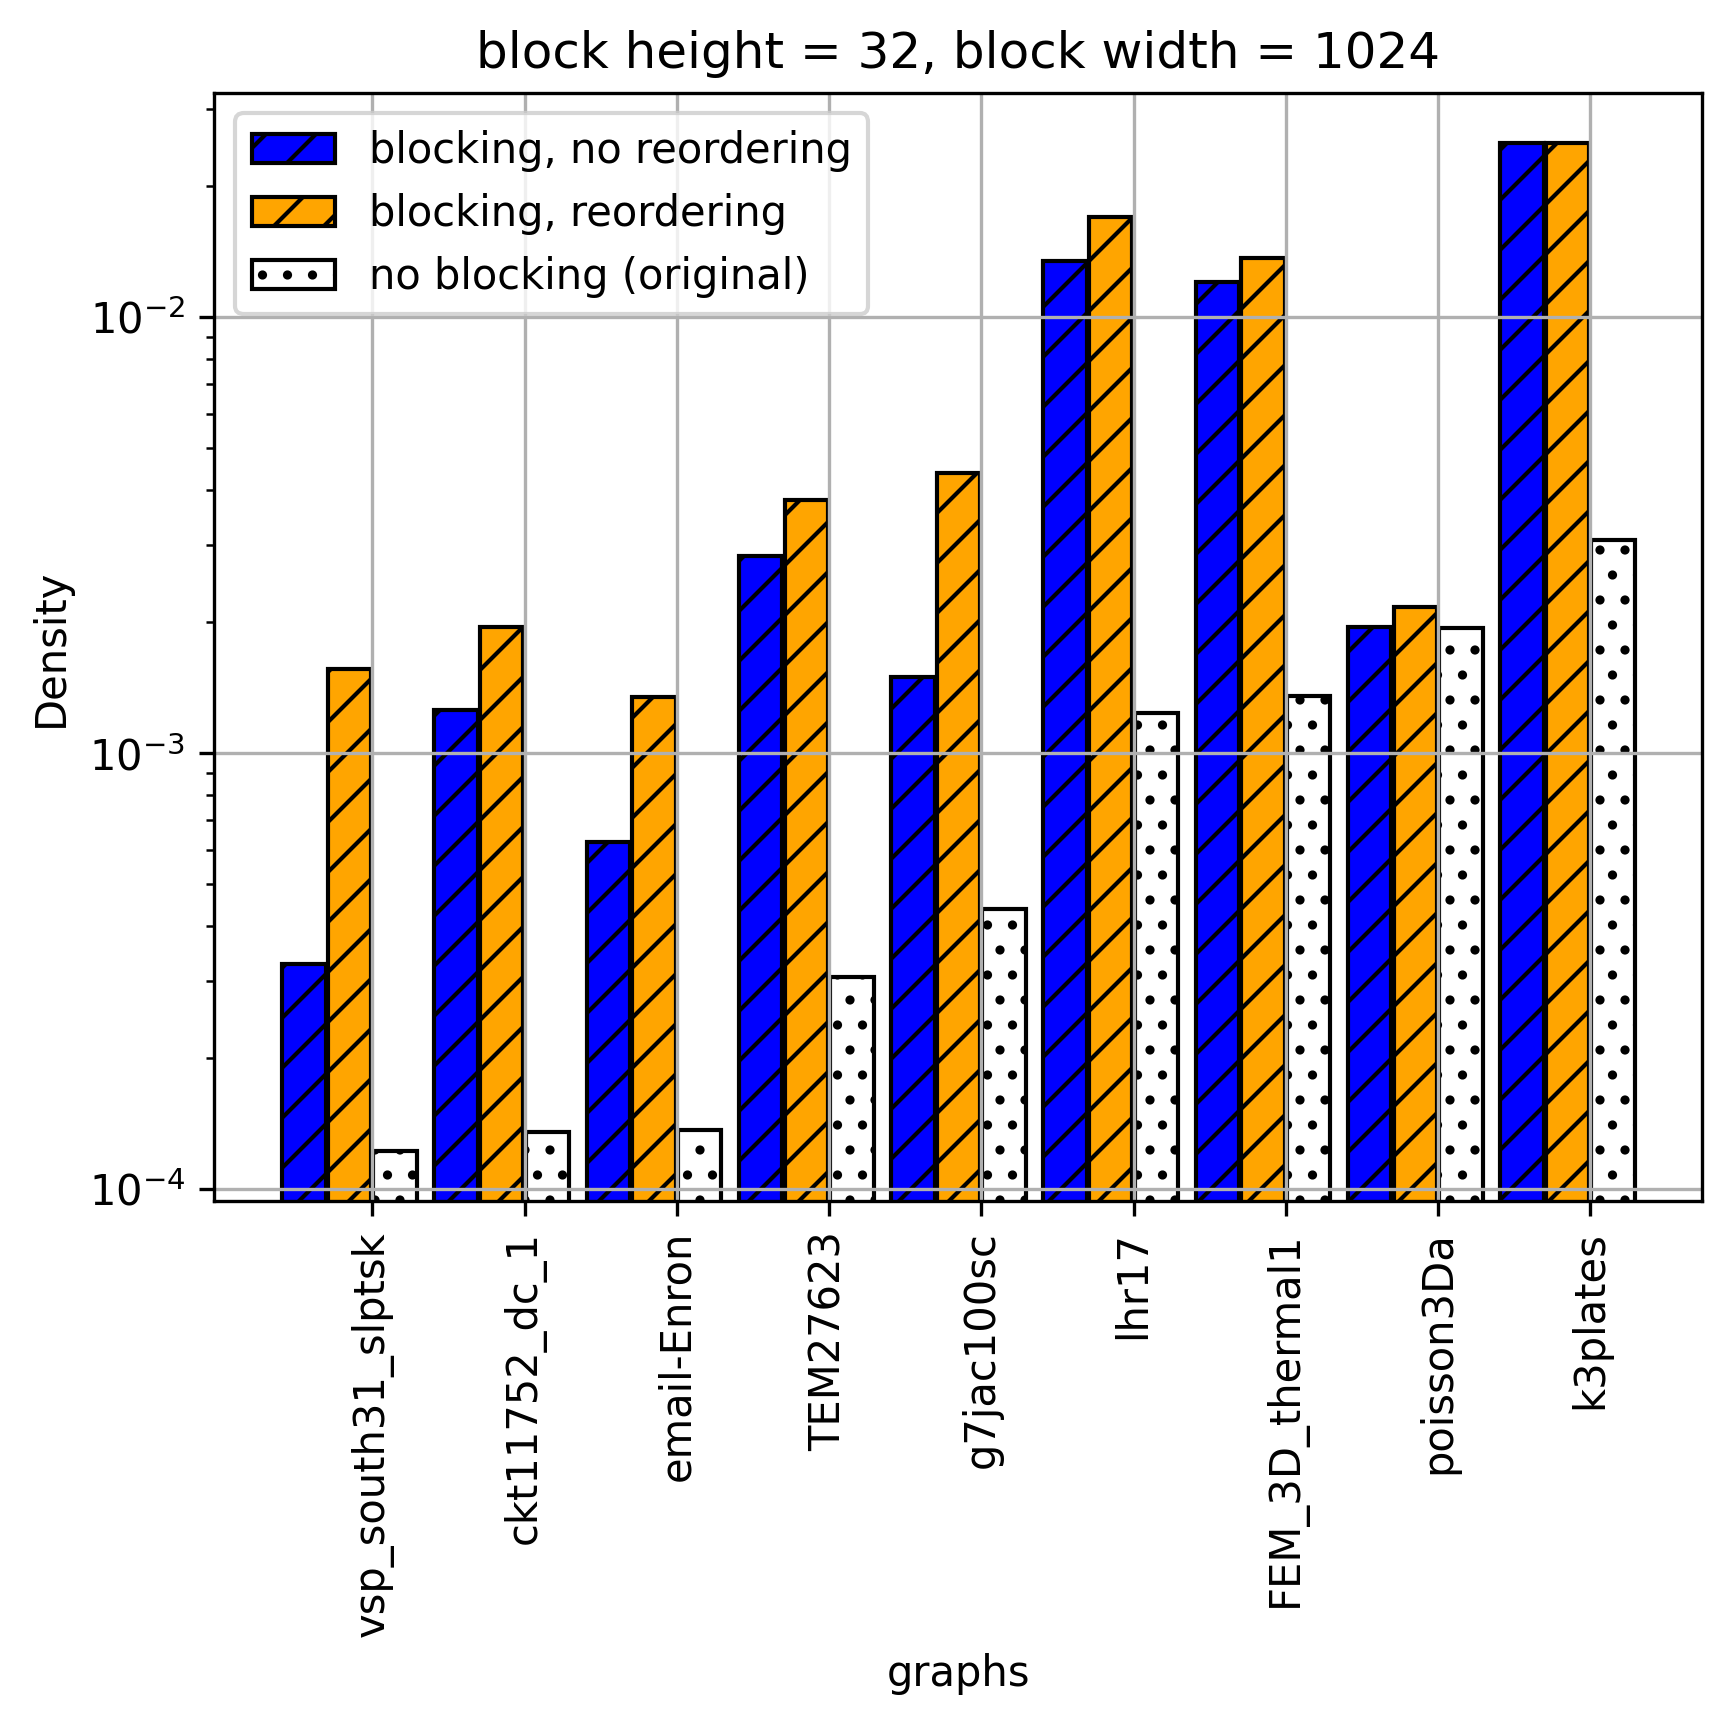 block height = 32, block width = 1024
blocking, no reordering
blocking, reordering
no blocking (original)
Density
10⁻²
10⁻³
10⁻⁴
vsp_south31_slptsk
ckt11752_dc_1
email-Enron
TEM27623
g7jac100sc
lhr17
FEM_3D_thermal1
poisson3Da
k3plates
graphs